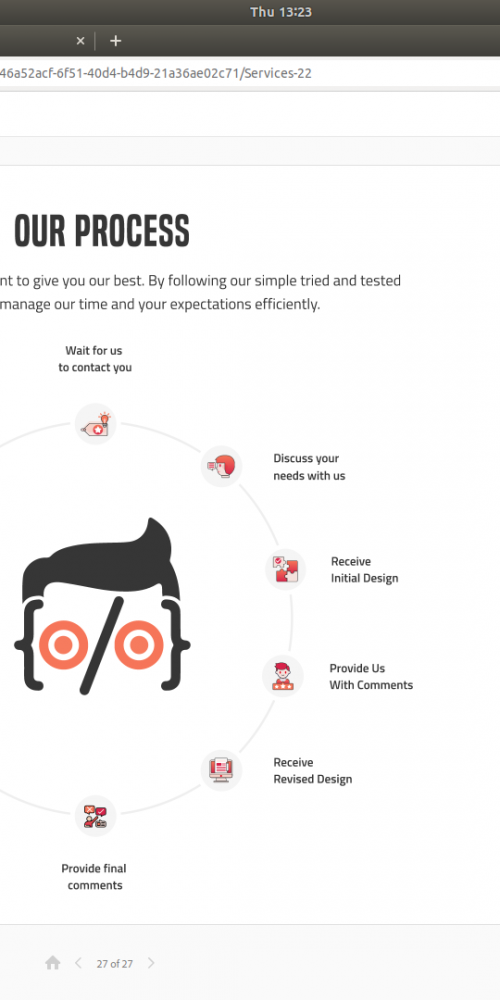 Thu 13:23
46a52acf-6f51-40d4-b4d9-21a36ae02c71/Services-22
OUR PROCESS
nt to give you our best. By following our simple tried and tested
manage our time and your expectations efficiently.
Wait for us
to contact you
Discuss your
needs with us
Receive
Initial Design
Provide Us
With Comments
Receive
Revised Design
Provide final
comments
27 of 27